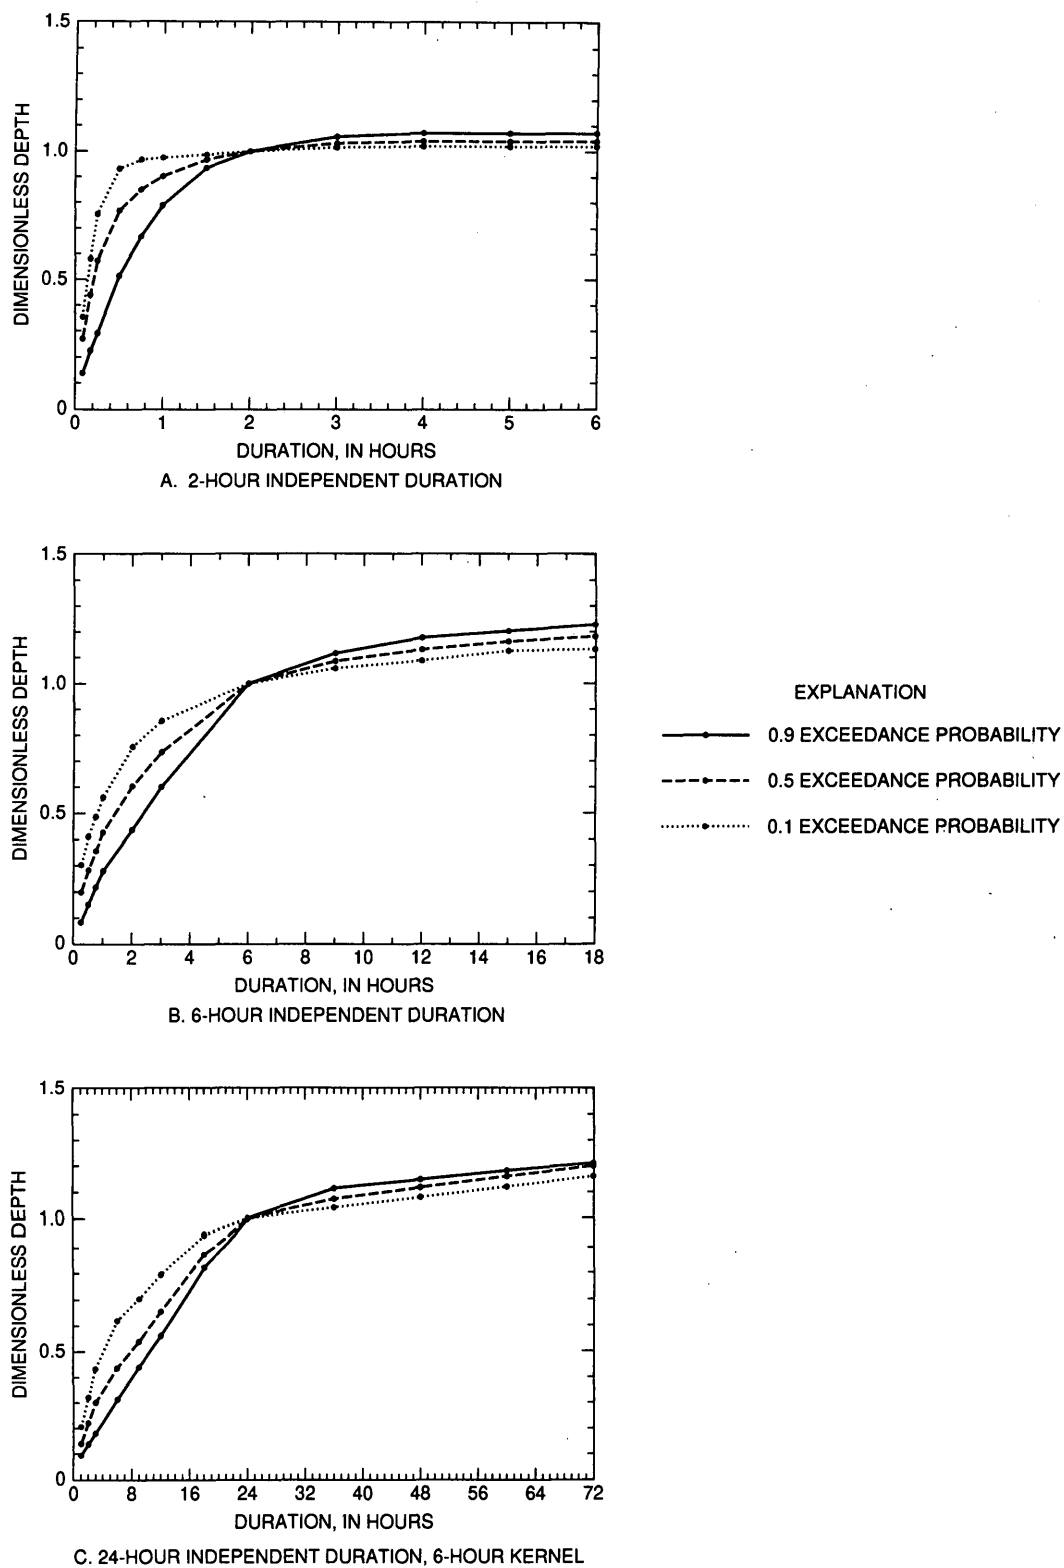 1.5
1.0
0.5
0
DIMENSIONLESS DEPTH
0 1 2 3 4 5 6
DURATION, IN HOURS
A. 2-HOUR INDEPENDENT DURATION
1.5
1.0
0.5
0
DIMENSIONLESS DEPTH
0 2 4 6 8 10 12 14 16 18
DURATION, IN HOURS
B. 6-HOUR INDEPENDENT DURATION
EXPLANATION
0.9 EXCEEDANCE PROBABILITY
0.5 EXCEEDANCE PROBABILITY
0.1 EXCEEDANCE PROBABILITY
1.5
1.0
0.5
0
DIMENSIONLESS DEPTH
0 8 16 24 32 40 48 56 64 72
DURATION, IN HOURS
C. 24-HOUR INDEPENDENT DURATION, 6-HOUR KERNEL